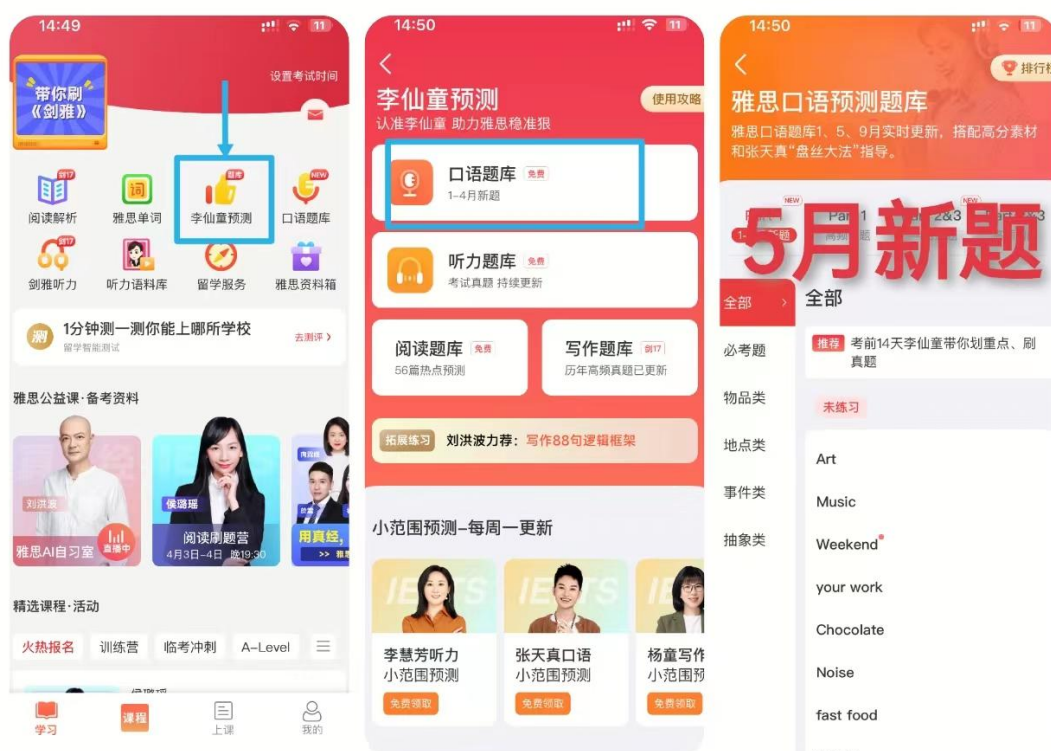 14:49
11
设置考试时间
带你刷
《剑雅》
剑17
题库
NEW
词
阅读解析
雅思单词
李仙童预测
口语题库
剑17
剑雅听力
听力语料库
留学服务
雅思资料箱
测
1分钟测一测你能上哪所学校
留学智能测试
去测评 >
雅思公益课·备考资料
刘洪波
雅思AI自习室
直播中
侯璐瑶
阅读刷题营
4月3日-4日 晚19:30
用真经,
精选课程·活动
火热报名
训练营
临考冲刺
A-Level
侯璐瑶
学习
课程
上课
我的
14:50
11
李仙童预测
使用攻略
认准李仙童 助力雅思稳准狠
口语题库 免费
1-4月新题
听力题库 免费
考试真题 持续更新
阅读题库 免费
56篇热点预测
写作题库 剑17
历年高频真题已更新
拓展练习
刘洪波力荐：写作88句逻辑框架
小范围预测-每周一更新
IELTS
IELTS
李慧芳听力
小范围预测
免费领取
张天真口语
小范围预测
免费领取
杨童写作
小范围预
免费领取
14:50
11
排行榜
雅思口语预测题库
雅思口语题库1、5、9月实时更新，搭配高分素材
和张天真“盘丝大法”指导。
NEW
NEW
5月新题
全部 >
全部
必考题
物品类
地点类
事件类
抽象类
推荐
考前14天李仙童带你划重点、刷
真题
未练习
Art
Music
Weekend
your work
Chocolate
Noise
fast food